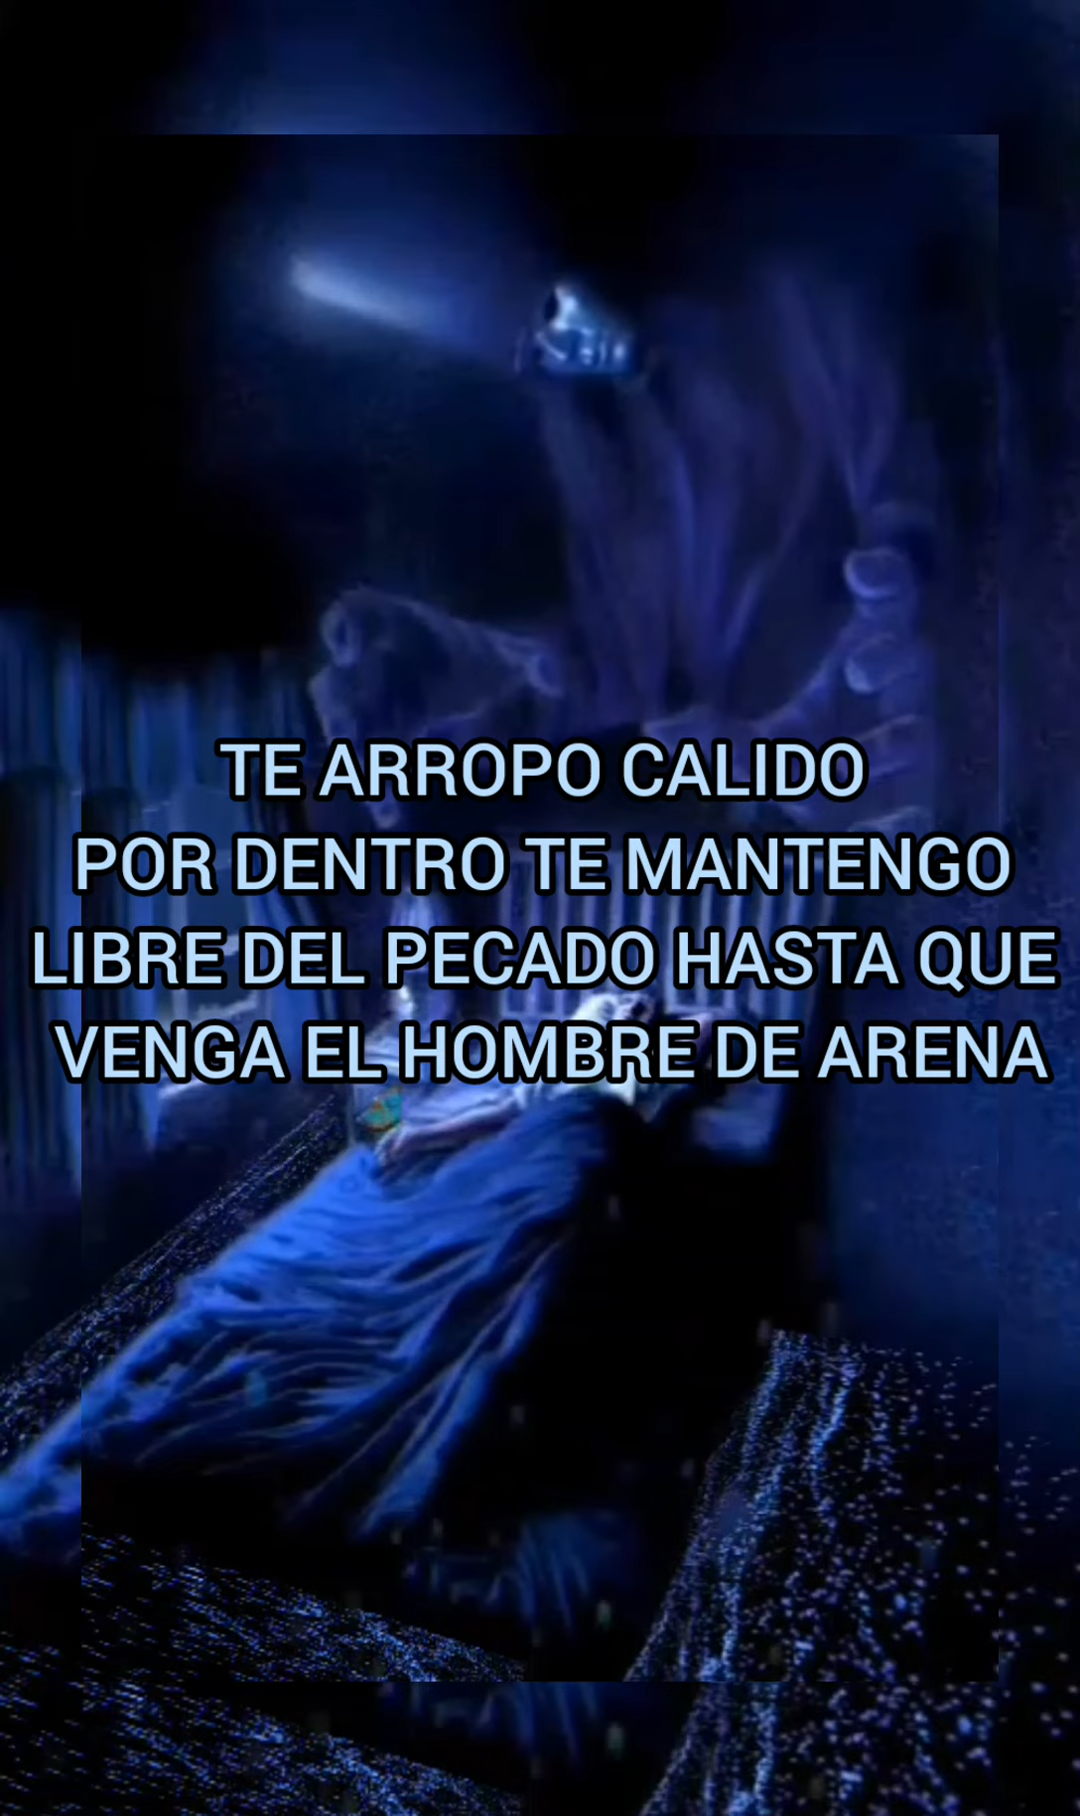 TE ARROPO CALIDO
POR DENTRO TE MANTENGO
LIBRE DEL PECADO HASTA QUE
VENGA EL HOMBRE DE ARENA